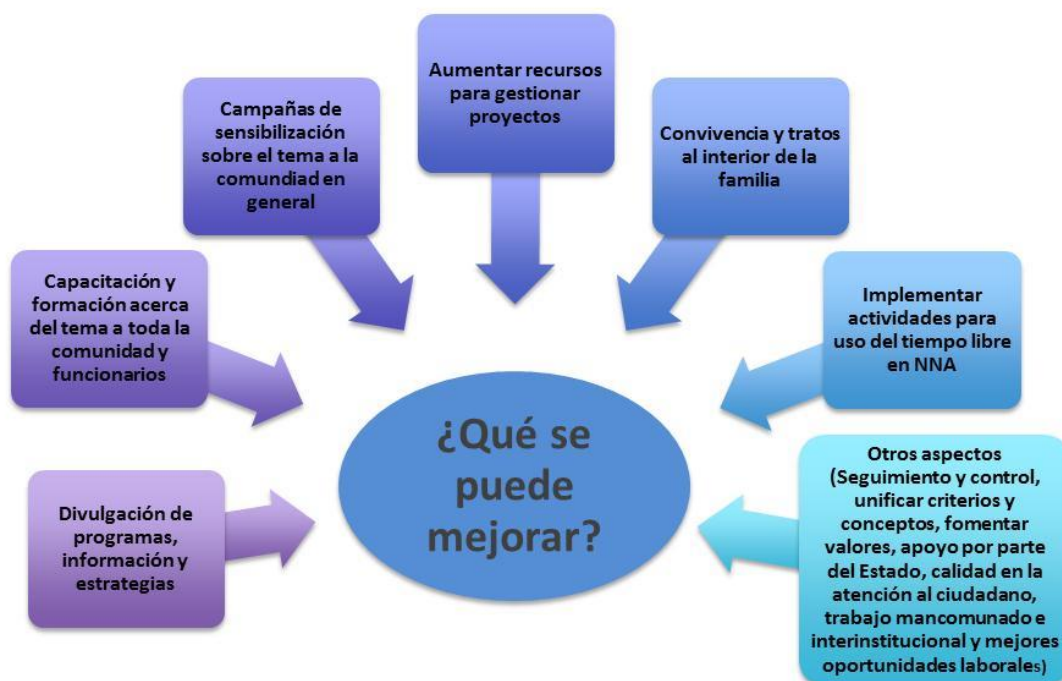 Divulgación de
programas,
información y
estrategias
Capacitación y
formación acerca
del tema a toda la
comunidad y
funcionarios
Campañas de
sensibilización
sobre el tema a la
comundiad en
general
Aumentar recursos
para gestionar
proyectos
Convivencia y tratos
al interior de la
familia
Implementar
actividades para
uso del tiempo libre
en NNA
Otros aspectos
(Seguimiento y control,
unificar criterios y
conceptos, fomentar
valores, apoyo por parte
del Estado, calidad en la
atención al ciudadano,
trabajo mancomunado e
interinstitucional y mejores
oportunidades laborales)
¿Qué se
puede
mejorar?